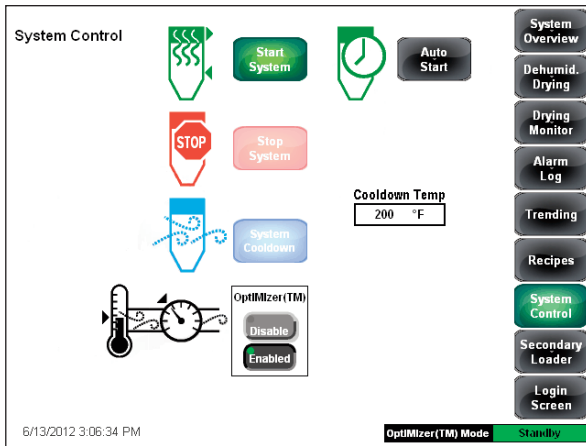 System Control
Start
System
Auto
Start
STOP
Stop
System
System
Cooldown
Cooldown Temp
200 °F
OptiMizer(TM)
Disable
Enabled
System
Overview
Dehumid.
Drying
Drying
Monitor
Alarm
Log
Trending
Recipes
System
Control
Secondary
Loader
Login
Screen
6/13/2012 3:06:34 PM
OptiMizer(TM) Mode
Standby